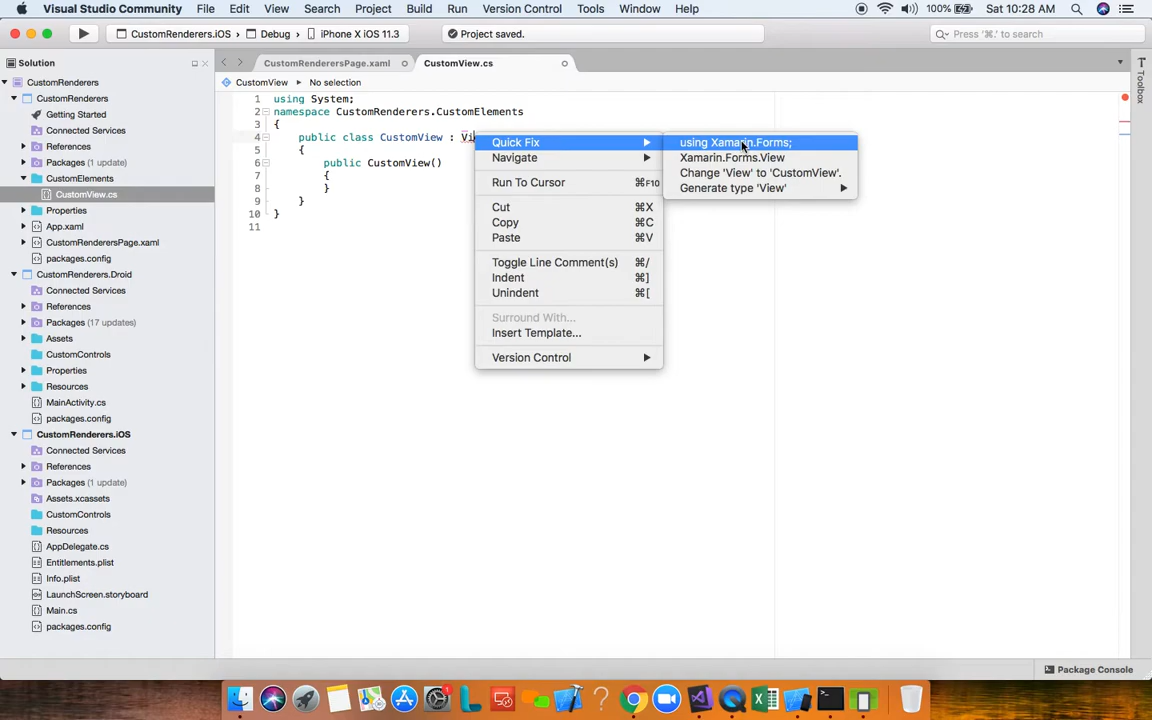 Visual Studio Community File Edit View Search Project Build Run Version Control Tools Window Help 100% Sat 10:28 AM
CustomRenderers.iOS Debug iPhone X iOS 11.3 Project saved. Press '⌘.' to search
Solution CustomRenderersPage.xaml CustomView.cs
CustomView No selection
CustomRenderers
CustomRenderers
Getting Started
Connected Services
References
Packages (1 update)
CustomElements
CustomView.cs
Properties
App.xaml
CustomRenderersPage.xaml
packages.config
CustomRenderers.Droid
Connected Services
References
Packages (17 updates)
Assets
CustomControls
Properties
Resources
MainActivity.cs
packages.config
CustomRenderers.iOS
Connected Services
References
Packages (1 update)
Assets.xcassets
CustomControls
Resources
AppDelegate.cs
Entitlements.plist
Info.plist
LaunchScreen.storyboard
Main.cs
packages.config
1 using System;
2 namespace CustomRenderers.CustomElements
3 {
4 public class CustomView : Vi
5 {
6 public CustomView()
7 {
8 }
9 }
10 }
11
Quick Fix
Navigate
Run To Cursor ⌘F10
Cut ⌘X
Copy ⌘C
Paste ⌘V
Toggle Line Comment(s) ⌘/
Indent ⌘]
Unindent ⌘[
Surround With...
Insert Template...
Version Control
using Xamarin.Forms;
Xamarin.Forms.View
Change 'View' to 'CustomView'.
Generate type 'View'
Toolbox
Package Console